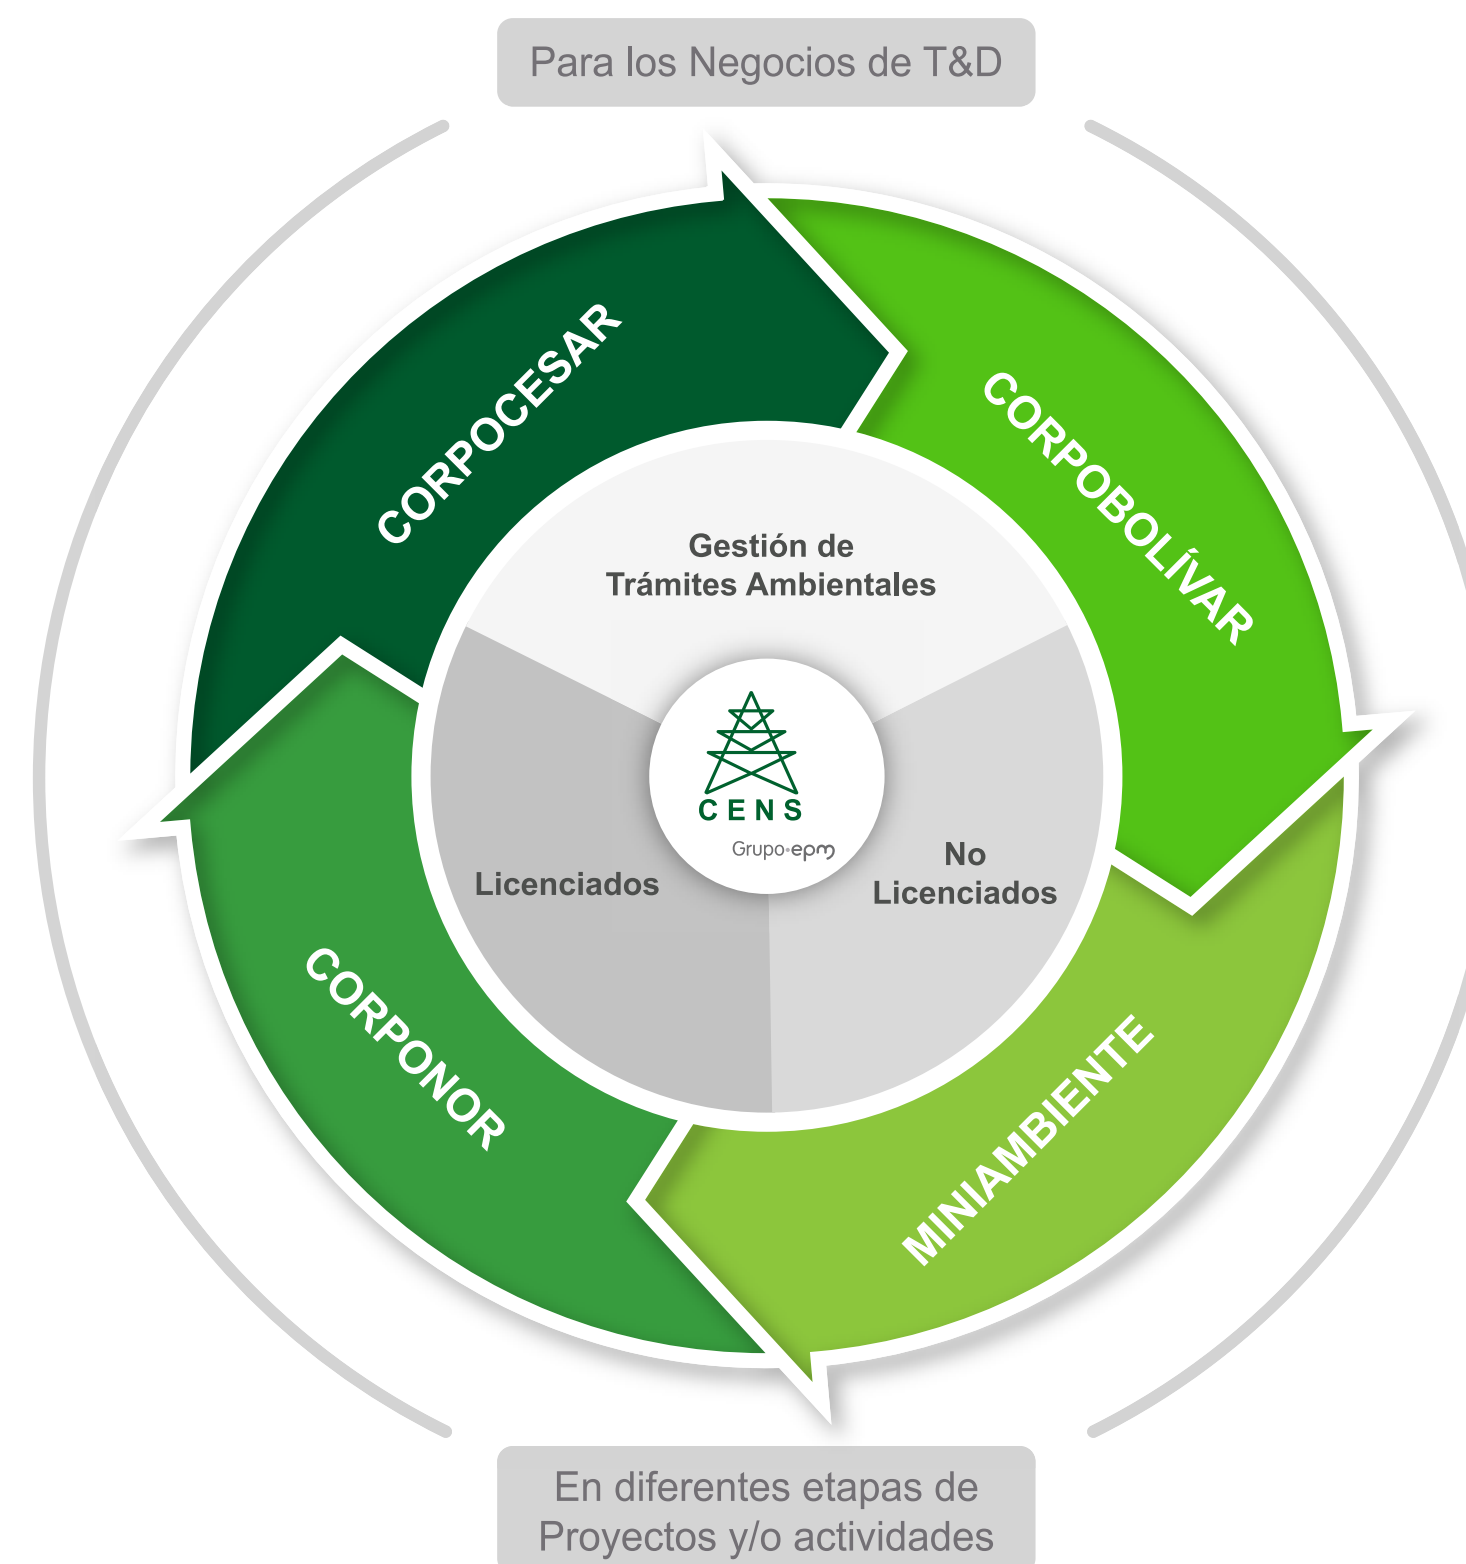 Para los Negocios de T&D
CORPOCESAR
CORPOBOLÍVAR
Gestión de
Trámites Ambientales
CENS
Grupo·epm
Licenciados
No
Licenciados
CORPONOR
MINIAMBIENTE
En diferentes etapas de
Proyectos y/o actividades